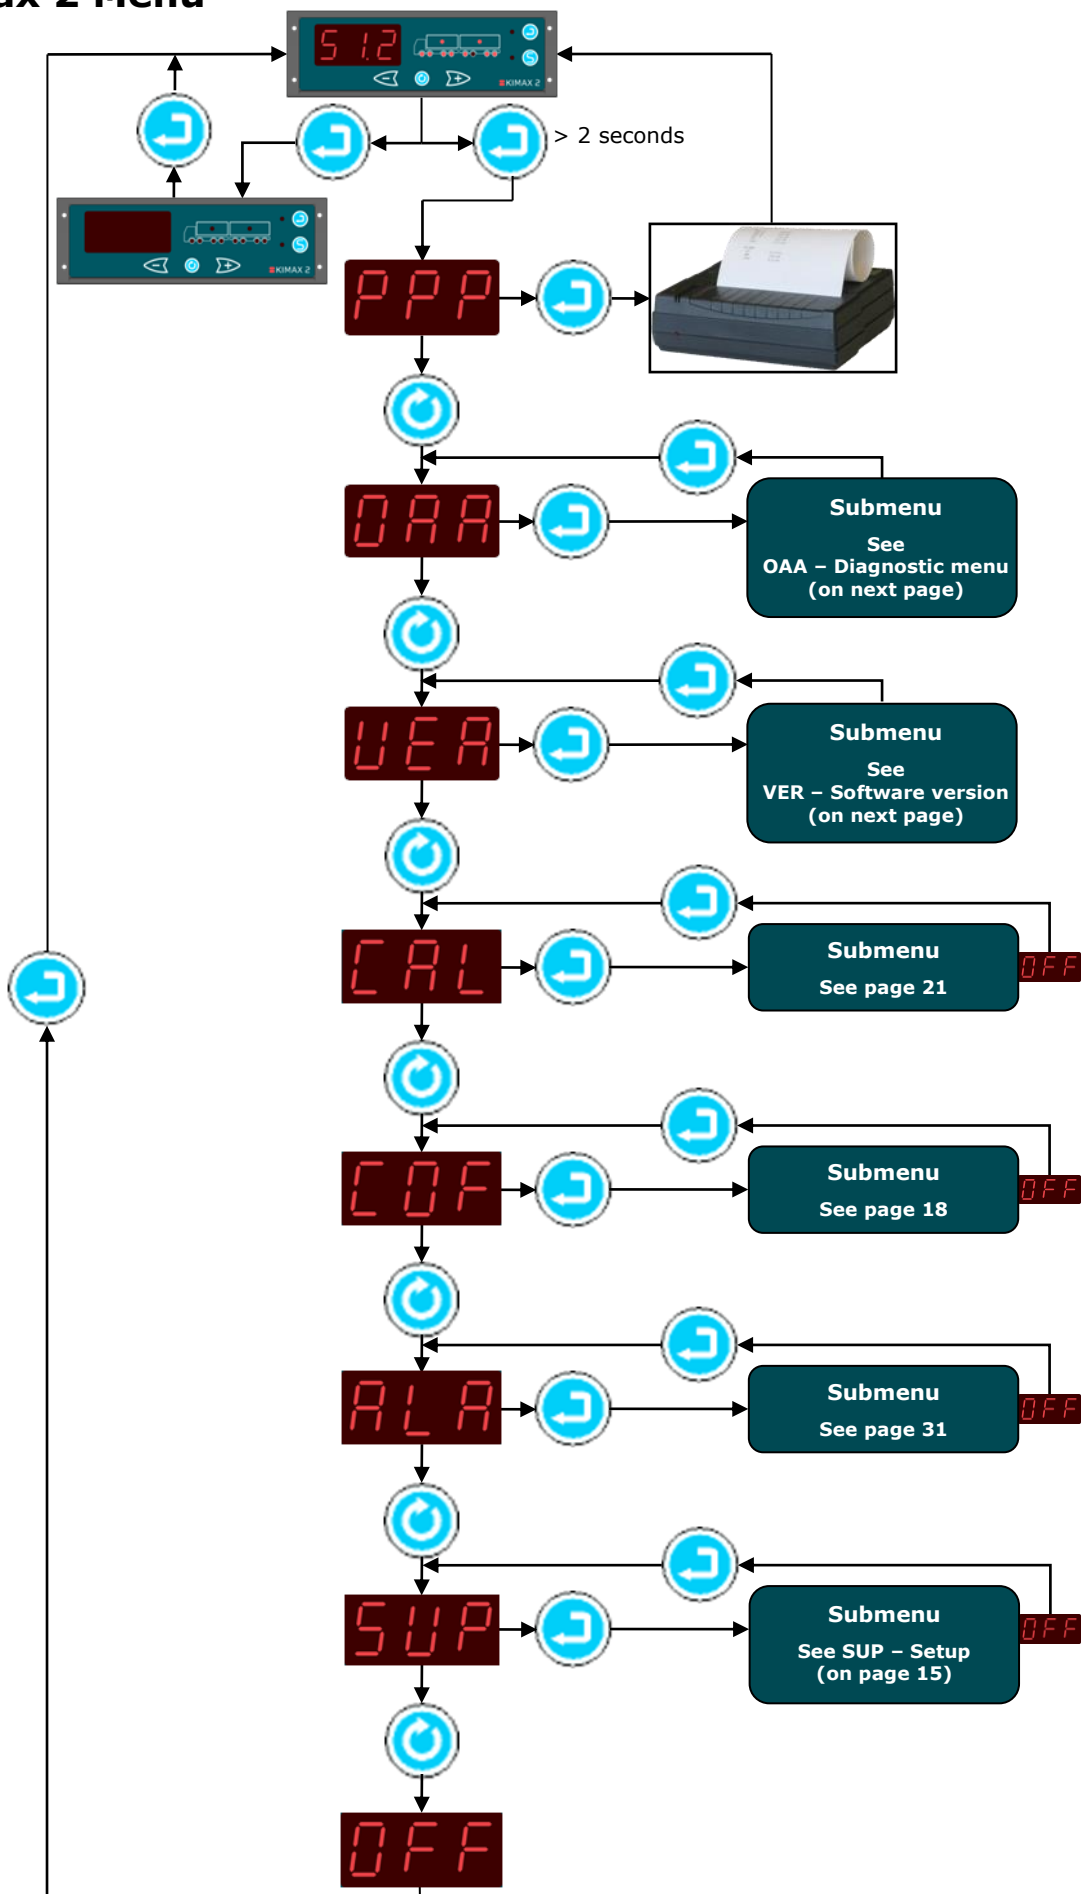 ax 2 Menu
51.2
KIMAX 2
> 2 seconds
KIMAX 2
PPP
OAA
Submenu
See
OAA – Diagnostic menu
(on next page)
VEA
Submenu
See
VER – Software version
(on next page)
CAL
Submenu
See page 21
OFF
COF
Submenu
See page 18
OFF
ALA
Submenu
See page 31
OFF
SUP
Submenu
See SUP – Setup
(on page 15)
OFF
OFF